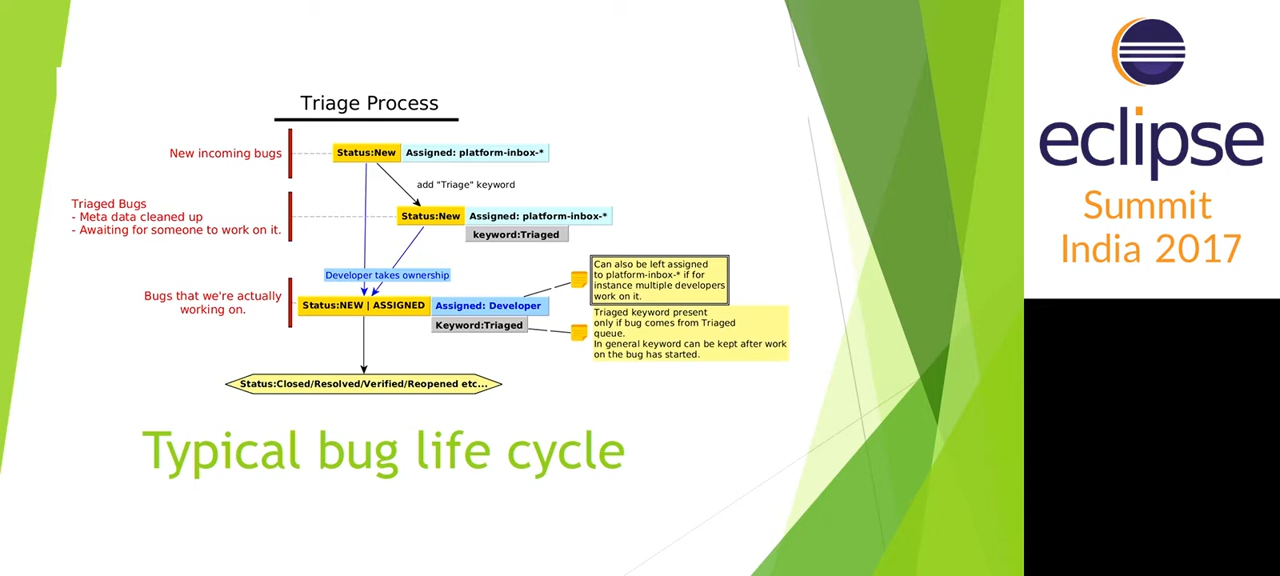 Triage Process
New incoming bugs
Status:New
Assigned: platform-inbox-*
add "Triage" keyword
Triaged Bugs
- Meta data cleaned up
- Awaiting for someone to work on it.
Status:New
Assigned: platform-inbox-*
keyword:Triaged
Developer takes ownership
Can also be left assigned
to platform-inbox-* if for
instance multiple developers
work on it.
Bugs that we're actually
working on.
Status:NEW | ASSIGNED
Assigned: Developer
Keyword:Triaged
Triaged keyword present
only if bug comes from Triaged
queue.
In general keyword can be kept after work
on the bug has started.
Status:Closed/Resolved/Verified/Reopened etc...
Typical bug life cycle
eclipse
Summit
India 2017